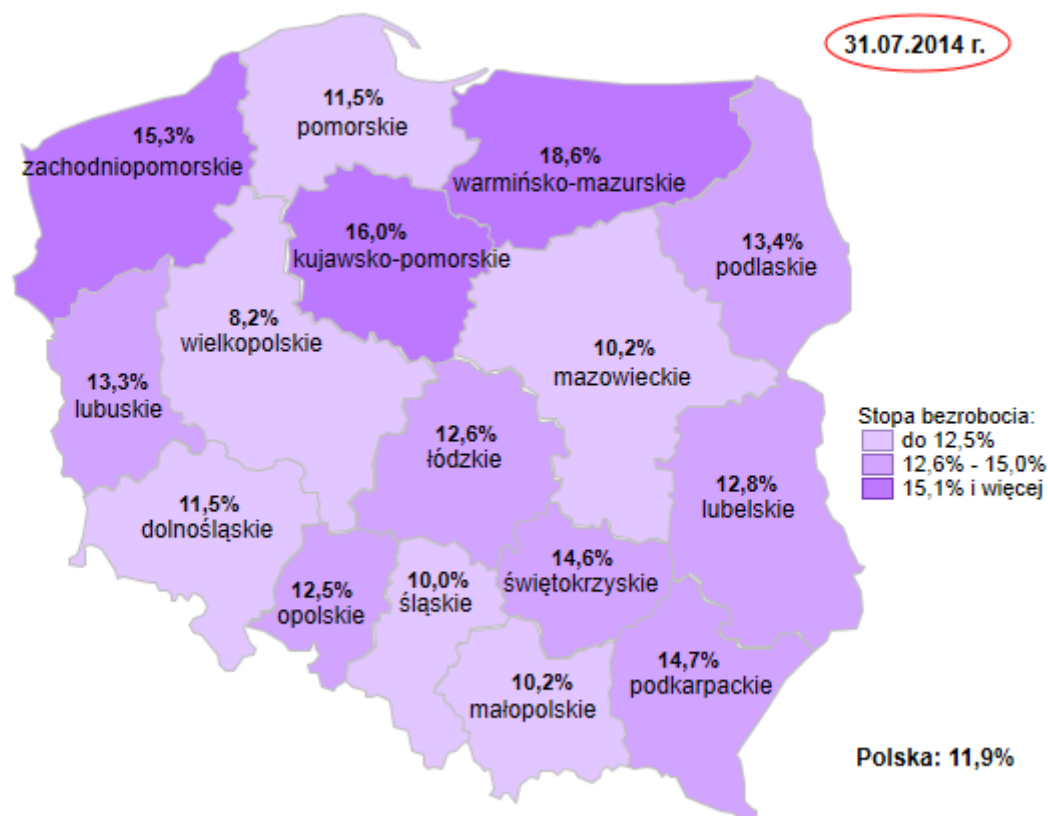 31.07.2014 r.
11,5%
pomorskie
15,3%
zachodniopomorskie
18,6%
warmińsko-mazurskie
16,0%
kujawsko-pomorskie
13,4%
podlaskie
8,2%
wielkopolskie
10,2%
mazowieckie
13,3%
lubuskie
12,6%
łódzkie
Stopa bezrobocia:
do 12,5%
12,6% - 15,0%
15,1% i więcej
12,8%
lubelskie
11,5%
dolnośląskie
12,5%
opolskie
10,0%
śląskie
14,6%
świętokrzyskie
14,7%
podkarpackie
10,2%
małopolskie
Polska: 11,9%